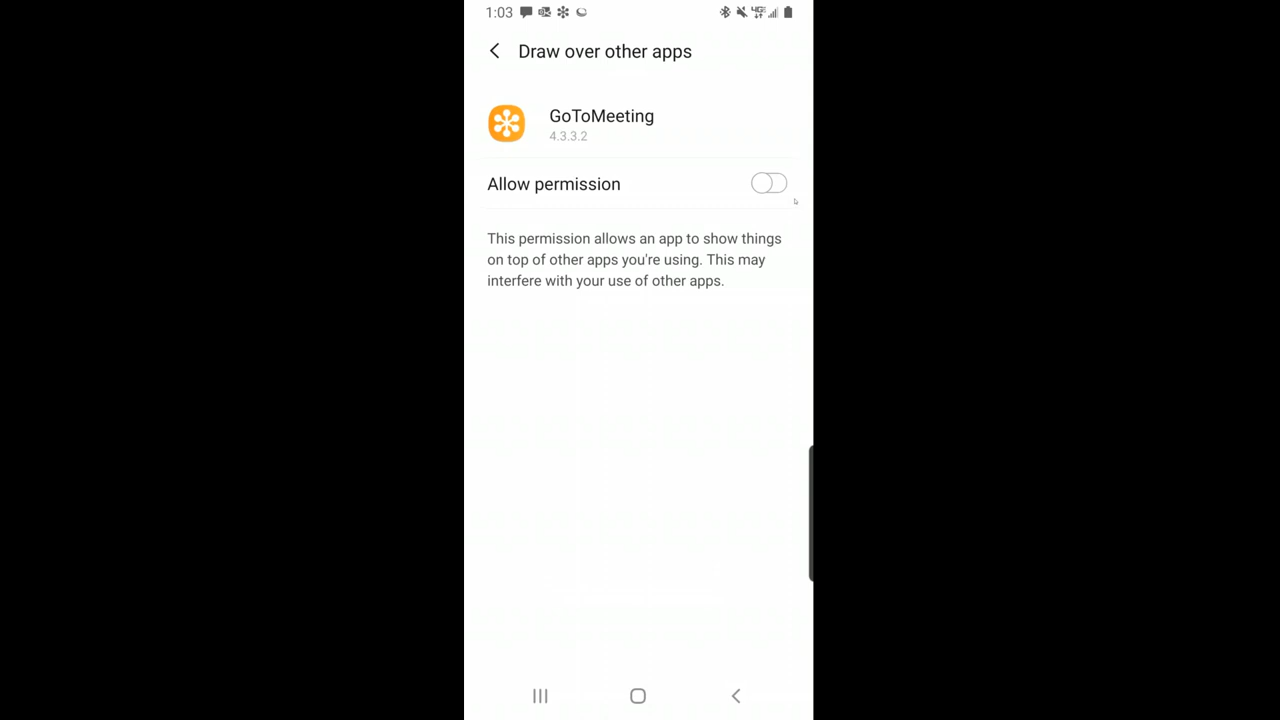 1:03
Draw over other apps
GoToMeeting
4.3.3.2
Allow permission
This permission allows an app to show things
on top of other apps you're using. This may
interfere with your use of other apps.